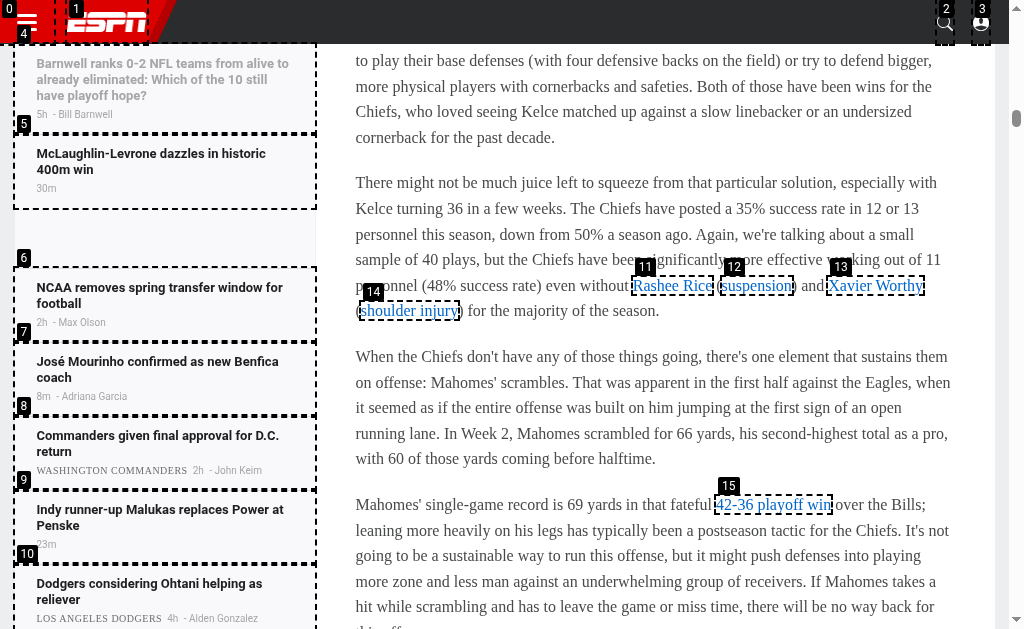 0
1
2
3
ESPN
4
Barnwell ranks 0-2 NFL teams from alive to
already eliminated: Which of the 10 still
have playoff hope?
5h - Bill Barnwell
5
McLaughlin-Levrone dazzles in historic
400m win
30m
6
NCAA removes spring transfer window for
football
2h - Max Olson
7
José Mourinho confirmed as new Benfica
coach
8m - Adriana Garcia
8
Commanders given final approval for D.C.
return
WASHINGTON COMMANDERS 2h - John Keim
9
Indy runner-up Malukas replaces Power at
Penske
23m
10
Dodgers considering Ohtani helping as
reliever
LOS ANGELES DODGERS 4h - Alden Gonzalez
to play their base defenses (with four defensive backs on the field) or try to defend bigger,
more physical players with cornerbacks and safeties. Both of those have been wins for the
Chiefs, who loved seeing Kelce matched up against a slow linebacker or an undersized
cornerback for the past decade.
There might not be much juice left to squeeze from that particular solution, especially with
Kelce turning 36 in a few weeks. The Chiefs have posted a 35% success rate in 12 or 13
personnel this season, down from 50% a season ago. Again, we're talking about a small
sample of 40 plays, but the Chiefs have been significantly more effective working out of 11
11
12
13
personnel (48% success rate) even without Rashee Rice (suspension) and Xavier Worthy
14
(shoulder injury) for the majority of the season.
When the Chiefs don't have any of those things going, there's one element that sustains them
on offense: Mahomes' scrambles. That was apparent in the first half against the Eagles, when
it seemed as if the entire offense was built on him jumping at the first sign of an open
running lane. In Week 2, Mahomes scrambled for 66 yards, his second-highest total as a pro,
with 60 of those yards coming before halftime.
15
Mahomes' single-game record is 69 yards in that fateful 42-36 playoff win over the Bills;
leaning more heavily on his legs has typically been a postseason tactic for the Chiefs. It's not
going to be a sustainable way to run this offense, but it might push defenses into playing
more zone and less man against an underwhelming group of receivers. If Mahomes takes a
hit while scrambling and has to leave the game or miss time, there will be no way back for